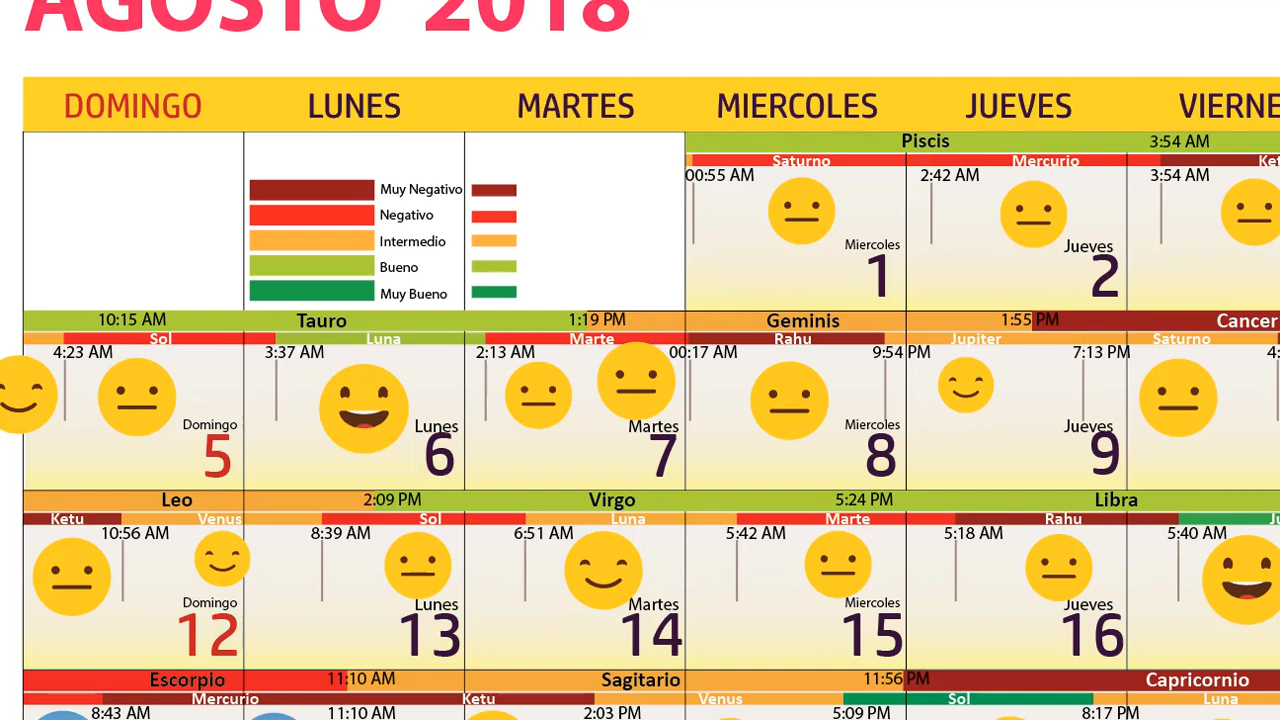 AGOSTO 2018
DOMINGO LUNES MARTES MIERCOLES JUEVES VIERNE
Piscis 3:54 AM
Saturno Mercurio Ket
00:55 AM 2:42 AM 3:54 AM
Muy Negativo
Negativo
Intermedio
Bueno
Muy Bueno
Miercoles Jueves
1 2
10:15 AM Tauro 1:19 PM Geminis 1:55 PM Cancer
Sol Luna Marte Rahu Jupiter Saturno
4:23 AM 3:37 AM 2:13 AM 00:17 AM 9:54 PM 7:13 PM 4:
Domingo Lunes Martes Miercoles Jueves
5 6 7 8 9
Leo 2:09 PM Virgo 5:24 PM Libra
Ketu Venus Sol Luna Marte Rahu Ju
10:56 AM 8:39 AM 6:51 AM 5:42 AM 5:18 AM 5:40 AM
Domingo Lunes Martes Miercoles Jueves
12 13 14 15 16
Escorpio 11:10 AM Sagitario 11:56 PM Capricornio
Mercurio Ketu Venus Sol Luna
8:43 AM 11:10 AM 2:03 PM 5:09 PM 8:17 PM